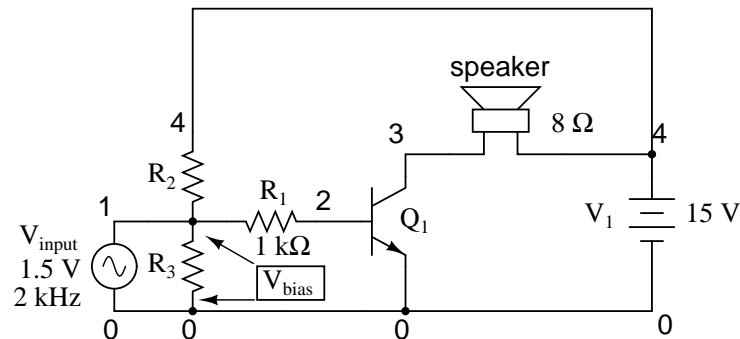 speaker
4
3
8 Ω
4
R2
R1
1
2
Q1
V1
15 V
Vinput
1 kΩ
1.5 V
R3
Vbias
2 kHz
0
0
0
0